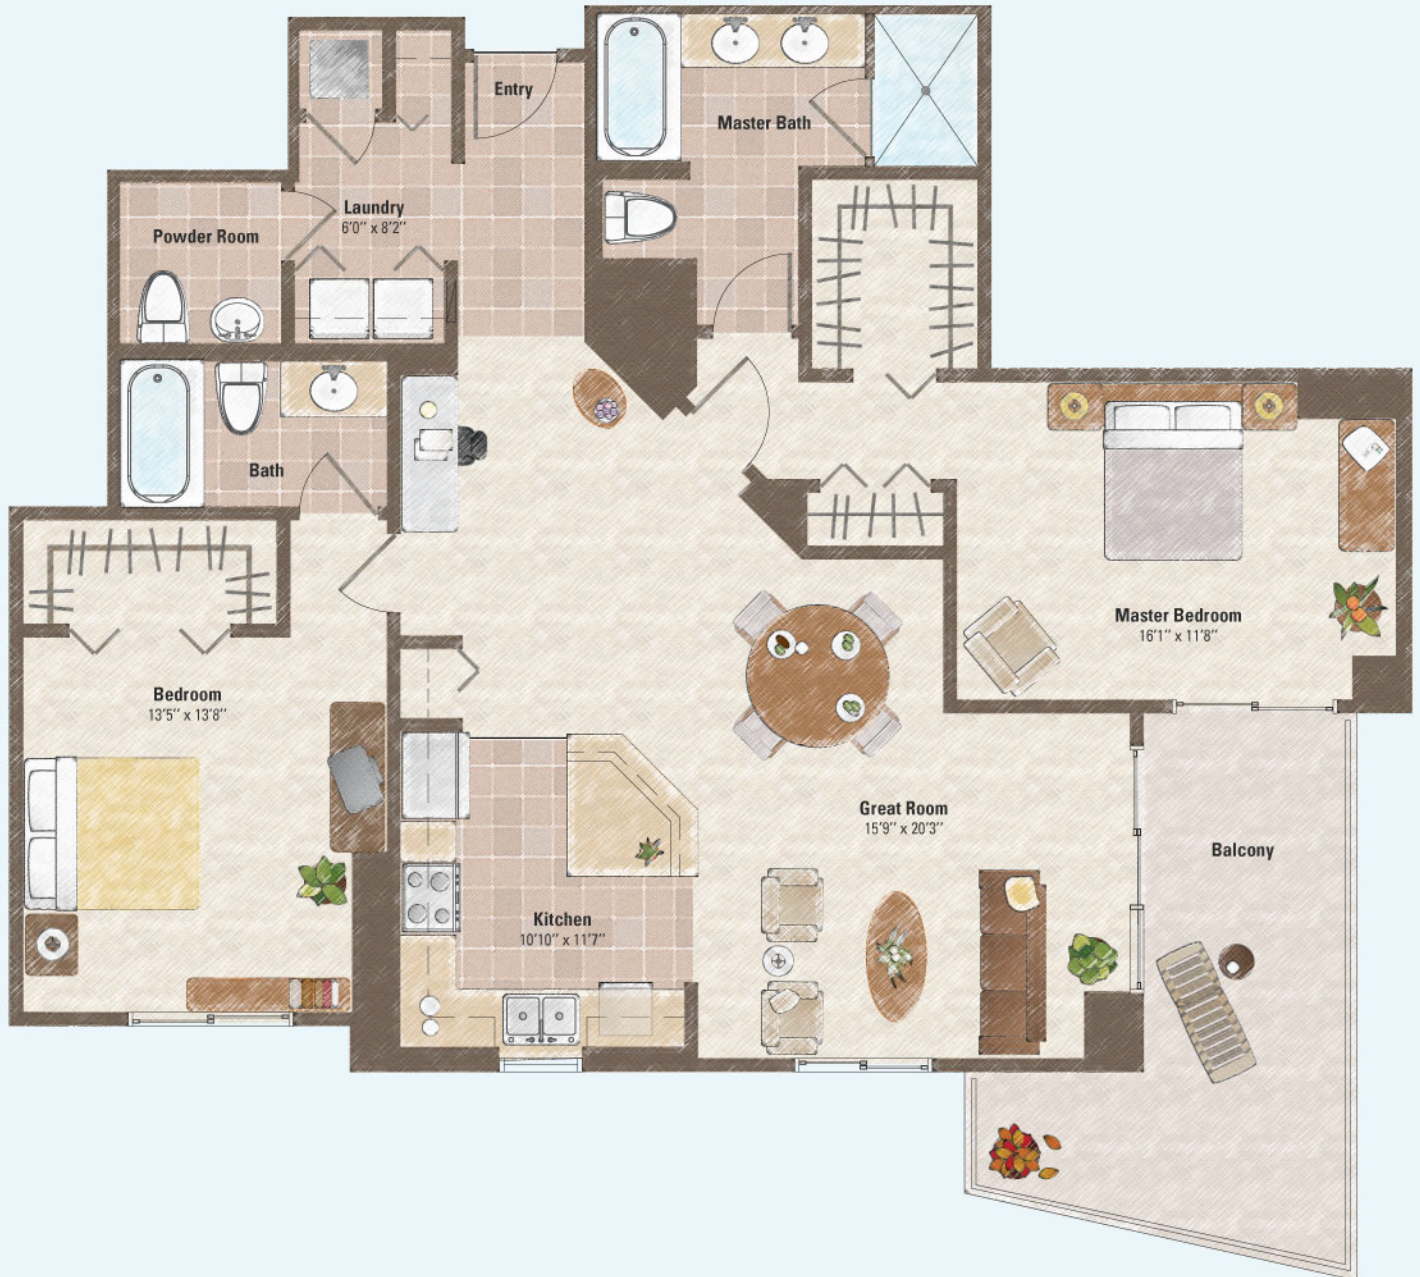 Entry
Master Bath
Laundry
6'0" x 8'2"
Powder Room
Bath
Master Bedroom
16'1" x 11'8"
Bedroom
13'5" x 13'8"
Great Room
15'9" x 20'3"
Balcony
Kitchen
10'10" x 11'7"